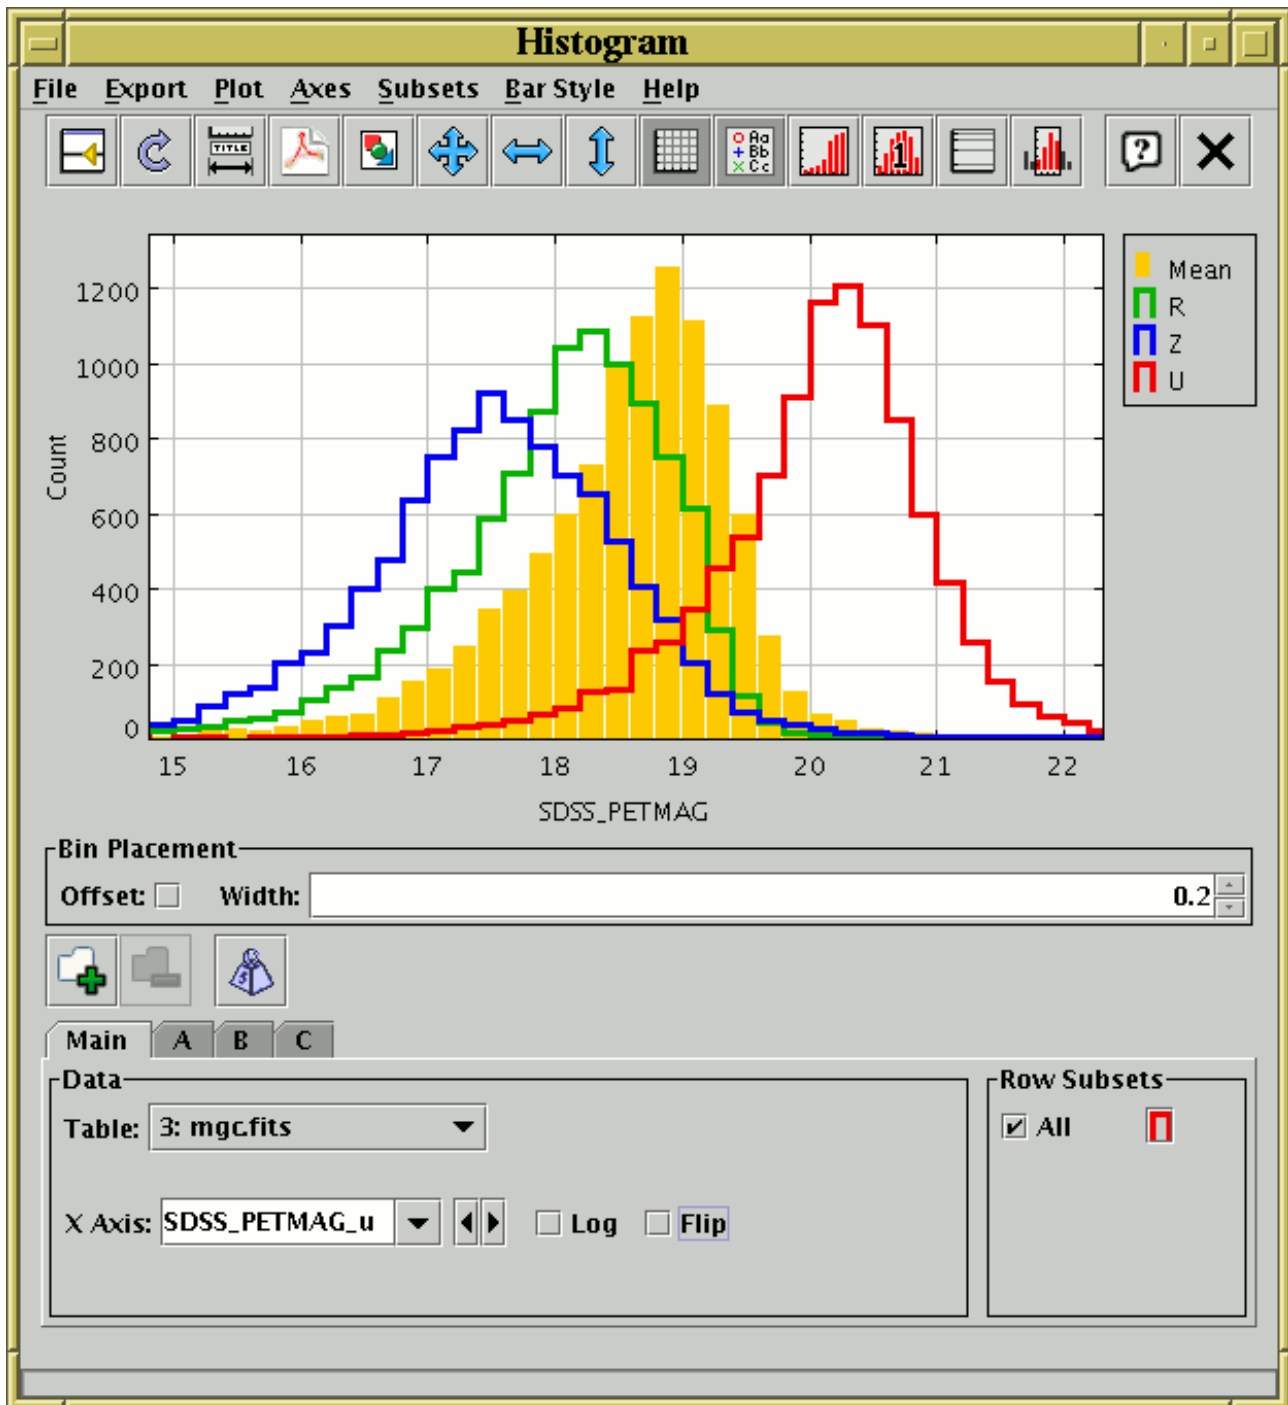 Histogram
File Export Plot Axes Subsets Bar Style Help
TITLE
Aa
Bb
Cc
1
?
1200
1000
800
600
400
200
0
Count
15 16 17 18 19 20 21 22
SDSS_PETMAG
Mean
R
Z
U
Bin Placement
Offset: Width: 0.2
Main A B C
Data
Table: 3: mgc.fits
X Axis: SDSS_PETMAG_u Log Flip
Row Subsets
All